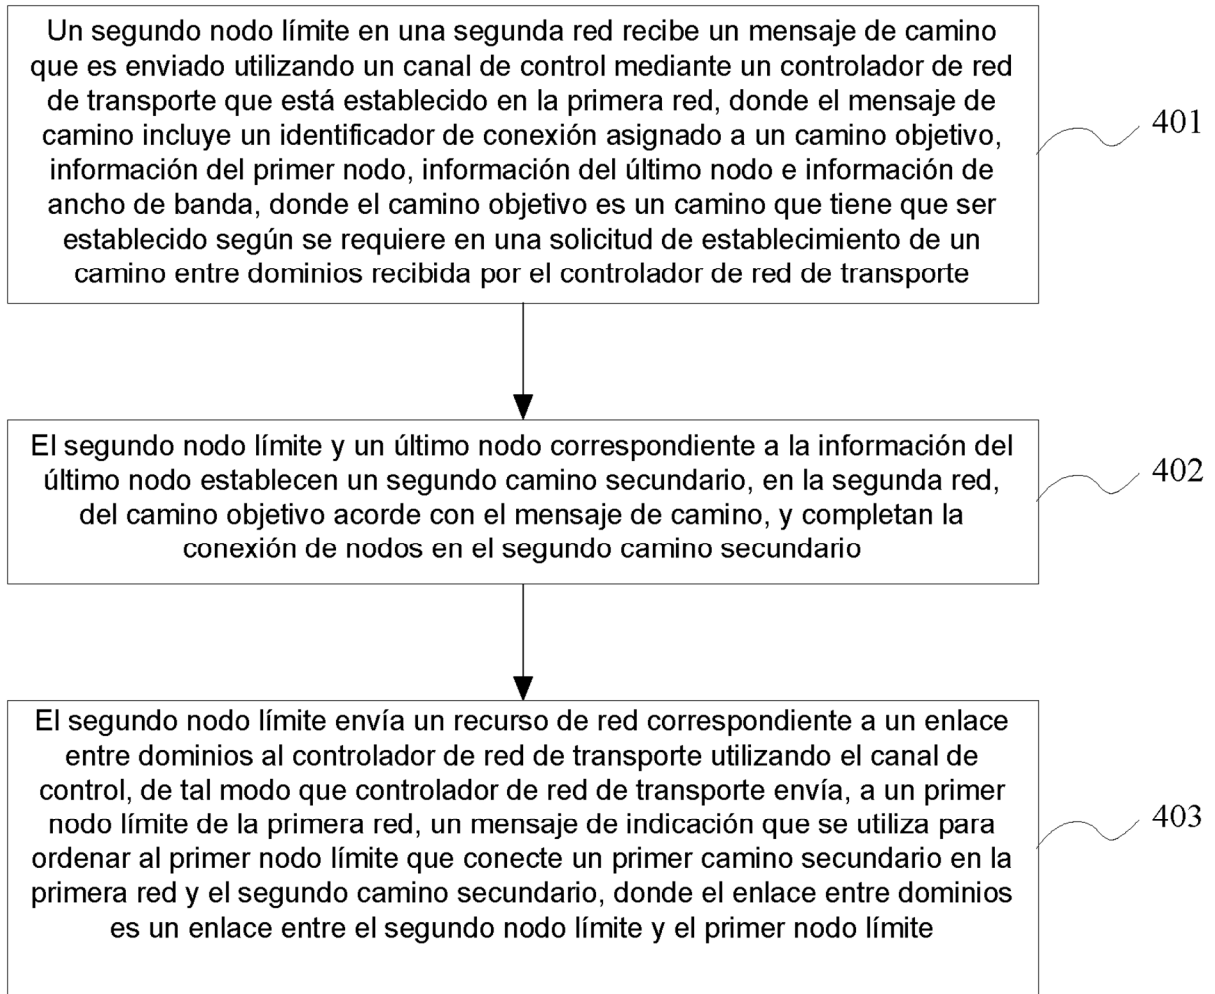 Un segundo nodo límite en una segunda red recibe un mensaje de camino
que es enviado utilizando un canal de control mediante un controlador de red
de transporte que está establecido en la primera red, donde el mensaje de
camino incluye un identificador de conexión asignado a un camino objetivo,
información del primer nodo, información del último nodo e información de
ancho de banda, donde el camino objetivo es un camino que tiene que ser
establecido según se requiere en una solicitud de establecimiento de un
camino entre dominios recibida por el controlador de red de transporte
401
El segundo nodo límite y un último nodo correspondiente a la información del
último nodo establecen un segundo camino secundario, en la segunda red,
del camino objetivo acorde con el mensaje de camino, y completan la
conexión de nodos en el segundo camino secundario
402
El segundo nodo límite envía un recurso de red correspondiente a un enlace
entre dominios al controlador de red de transporte utilizando el canal de
control, de tal modo que controlador de red de transporte envía, a un primer
nodo límite de la primera red, un mensaje de indicación que se utiliza para
ordenar al primer nodo límite que conecte un primer camino secundario en la
primera red y el segundo camino secundario, donde el enlace entre dominios
es un enlace entre el segundo nodo límite y el primer nodo límite
403